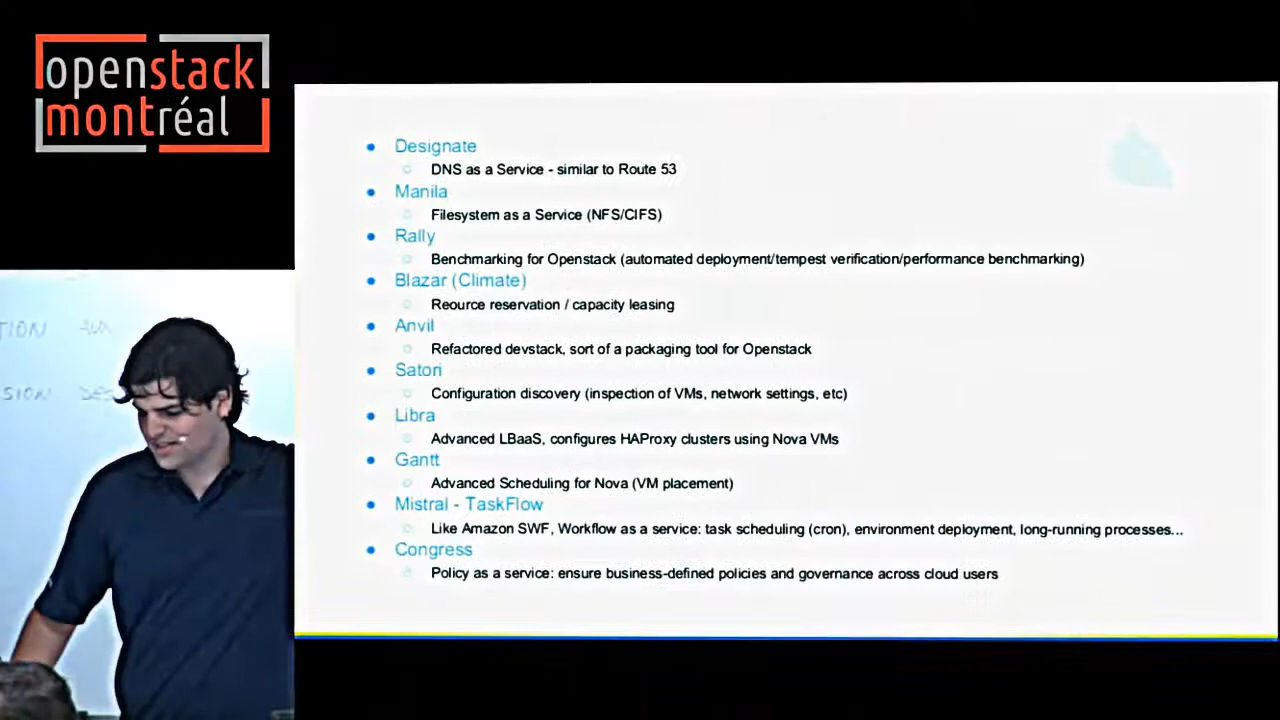 openstack
montréal
Designate
DNS as a Service - similar to Route 53
Manila
Filesystem as a Service (NFS/CIFS)
Rally
Benchmarking for Openstack (automated deployment/tempest verification/performance benchmarking)
Blazar (Climate)
Reource reservation / capacity leasing
Anvil
Refactored devstack, sort of a packaging tool for Openstack
Satori
Configuration discovery (inspection of VMs, network settings, etc)
Libra
Advanced LBaaS, configures HAProxy clusters using Nova VMs
Gantt
Advanced Scheduling for Nova (VM placement)
Mistral - TaskFlow
Like Amazon SWF, Workflow as a service: task scheduling (cron), environment deployment, long-running processes...
Congress
Policy as a service: ensure business-defined policies and governance across cloud users